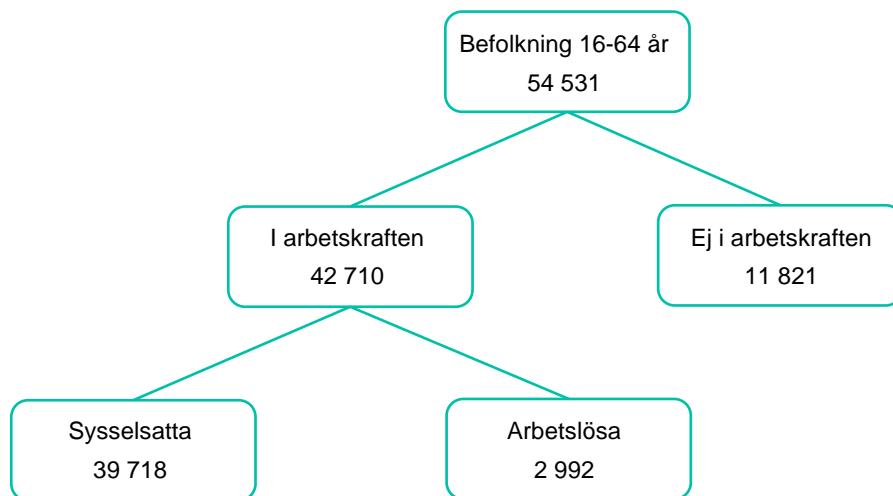 Befolkning 16-64 år
54 531
I arbetskraften
42 710
Ej i arbetskraften
11 821
Sysselsatta
39 718
Arbetslösa
2 992